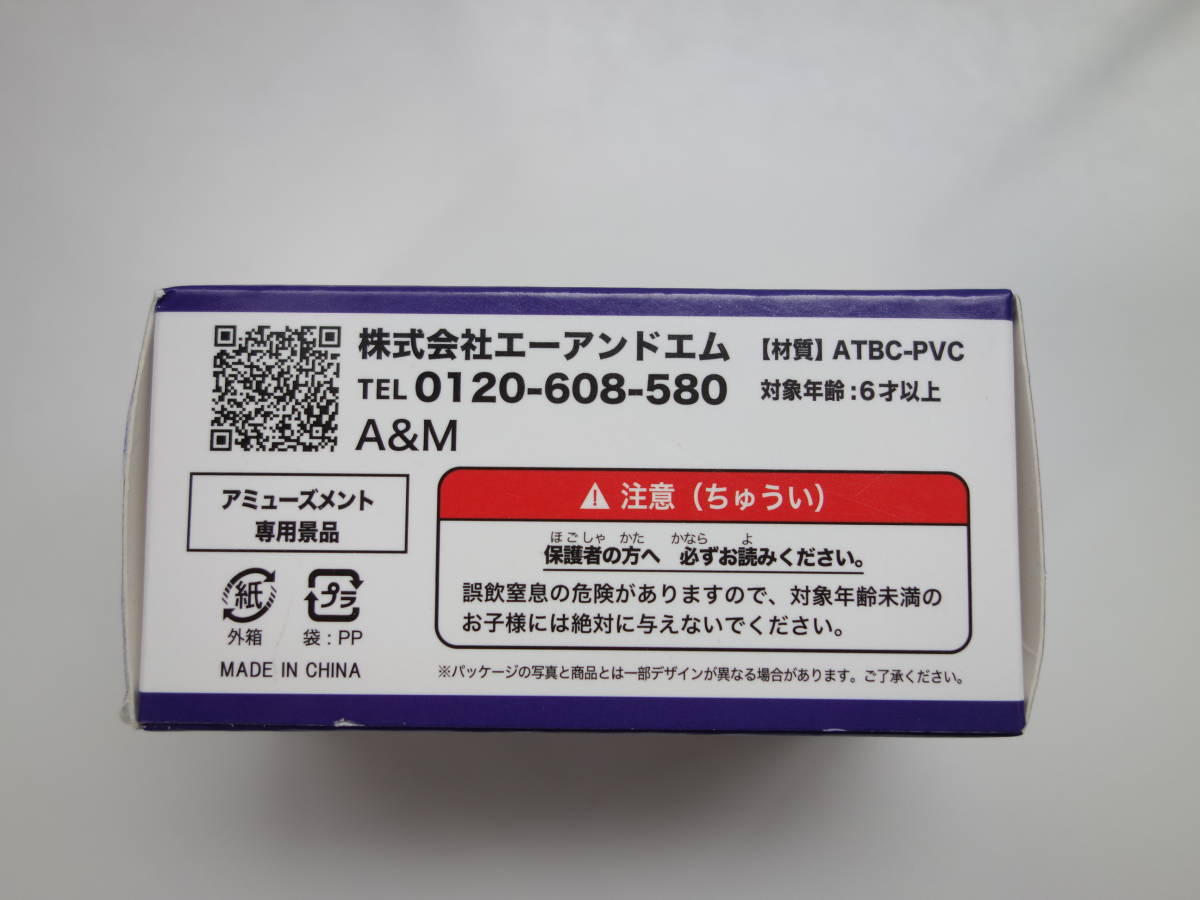 株式会社エーアンドエム
TEL 0120-608-580
A&M
【材質】ATBC-PVC
対象年齢:6才以上
アミューズメント
専用景品
紙
外箱
プラ
袋:PP
MADE IN CHINA
注意(ちゅうい)
ほごしゃ かた かなら よ
保護者の方へ 必ずお読みください。
誤飲窒息の危険がありますので、対象年齢未満の
お子様には絶対に与えないでください。
※パッケージの写真と商品とは一部デザインが異なる場合があります。ご了承ください。